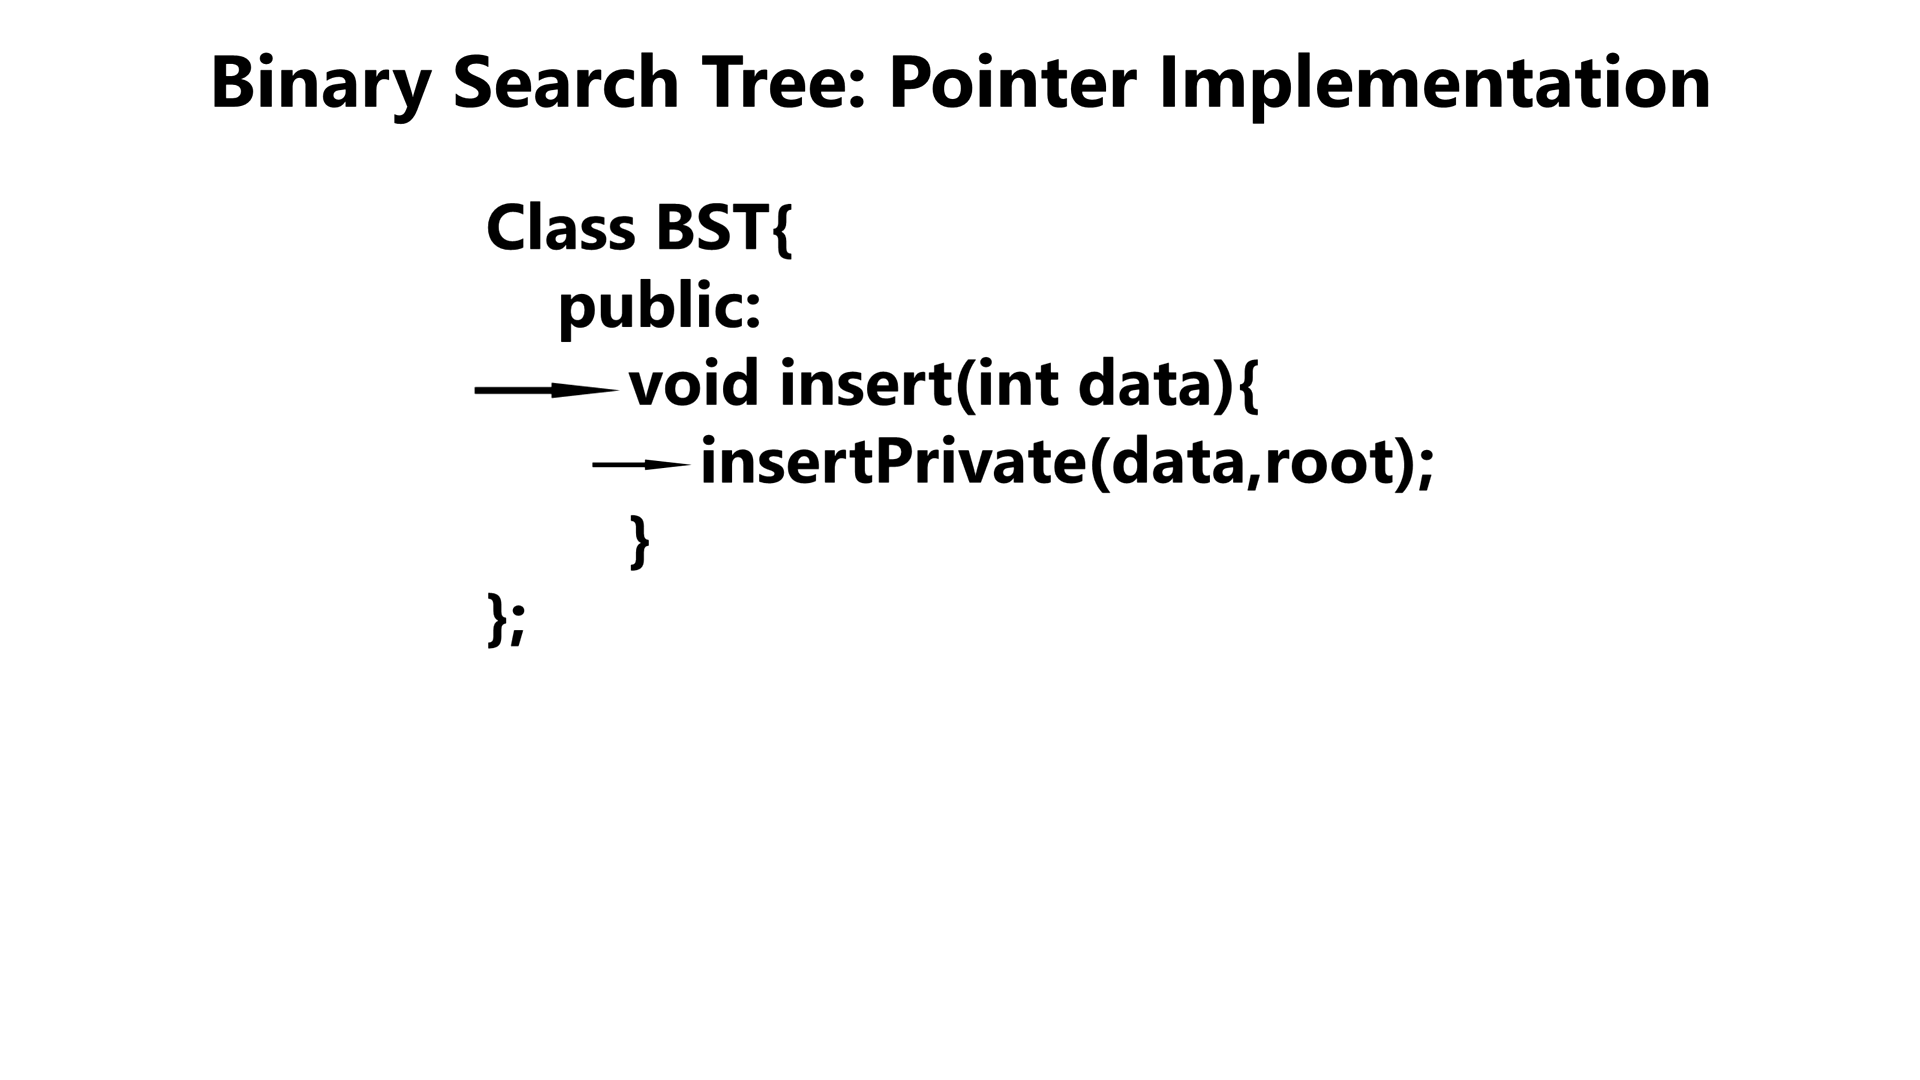 Binary Search Tree: Pointer Implementation
Class BST{
public:
void insert(int data){
insertPrivate(data,root);
}
};